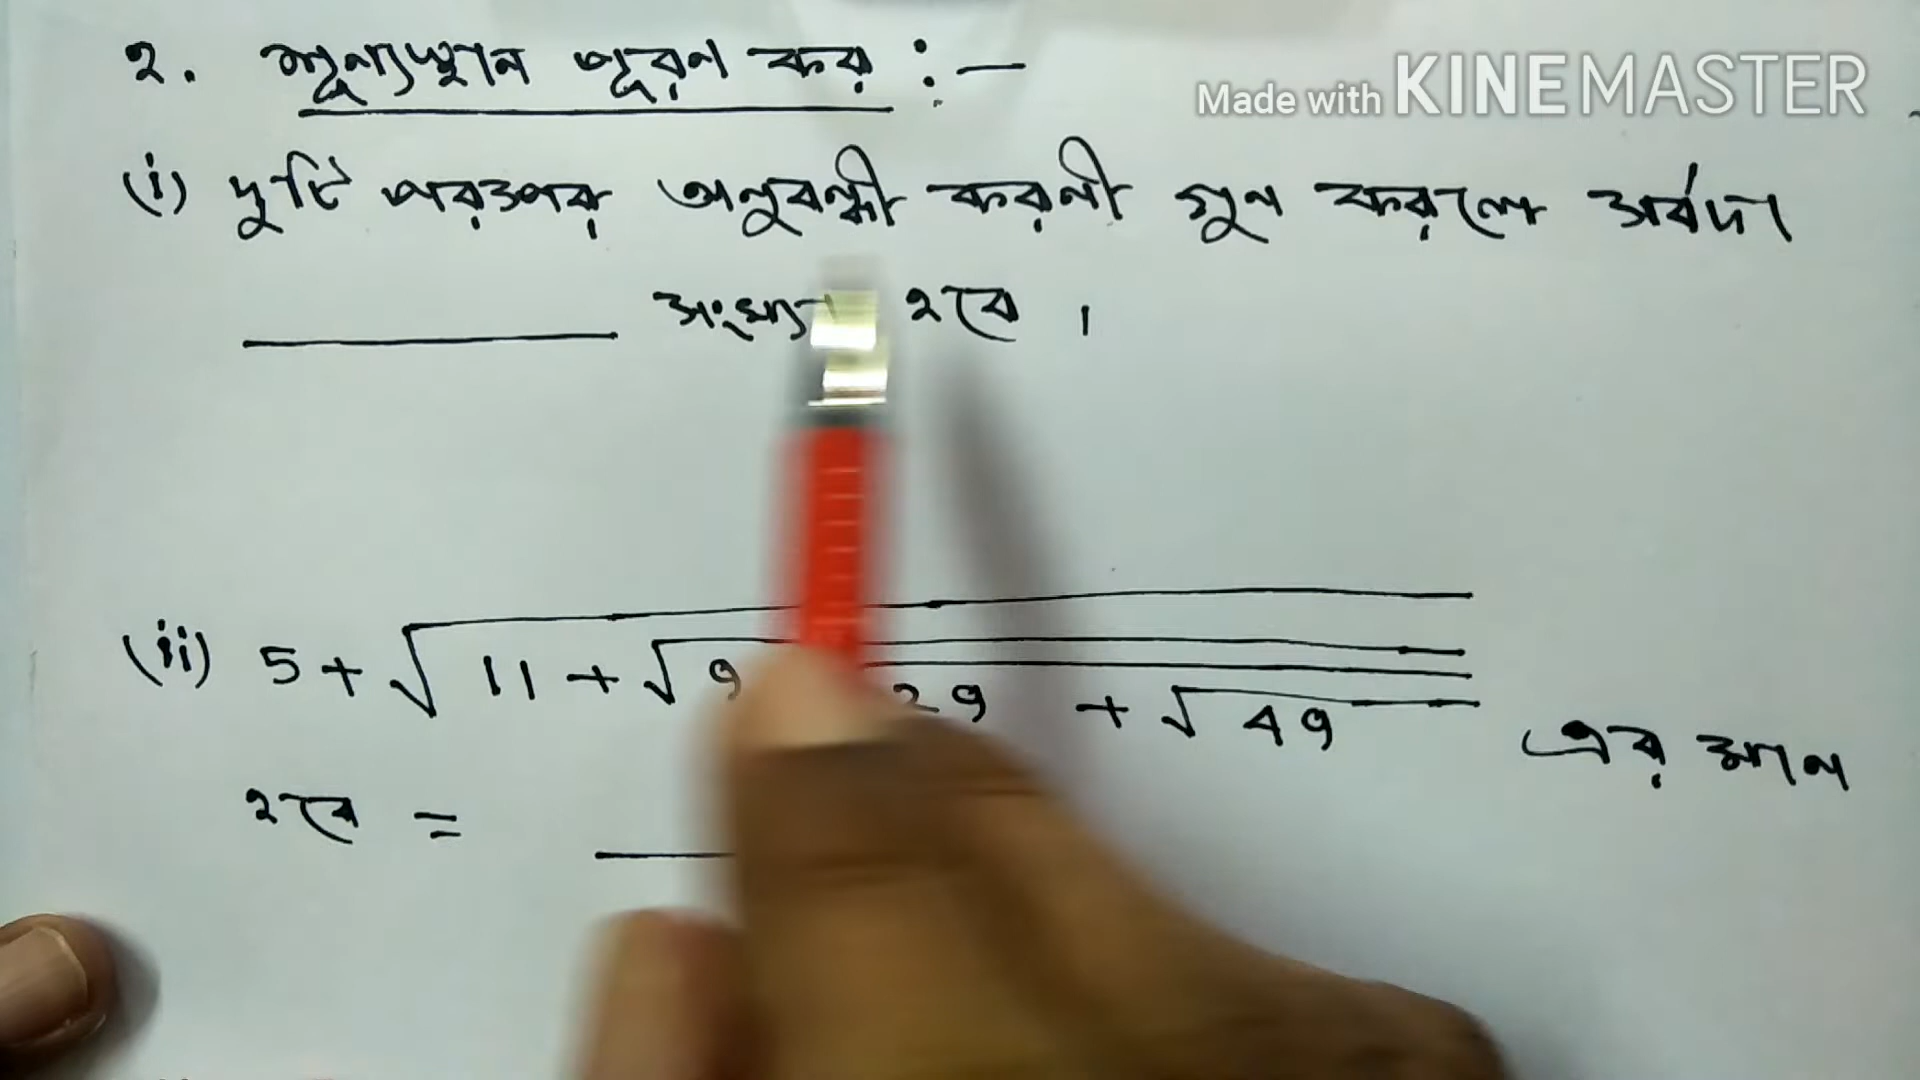 ২. শূন্যস্থান পূরণ কর :—
Made with KINEMASTER
(i) দুটি পরস্পর অনুবন্ধী করণী গুন করলে সর্বদা
সংখ্যা হবে ।
(ii) 5 + √ 11 + √ 9 29 + √ 49 এর মান
হবে =